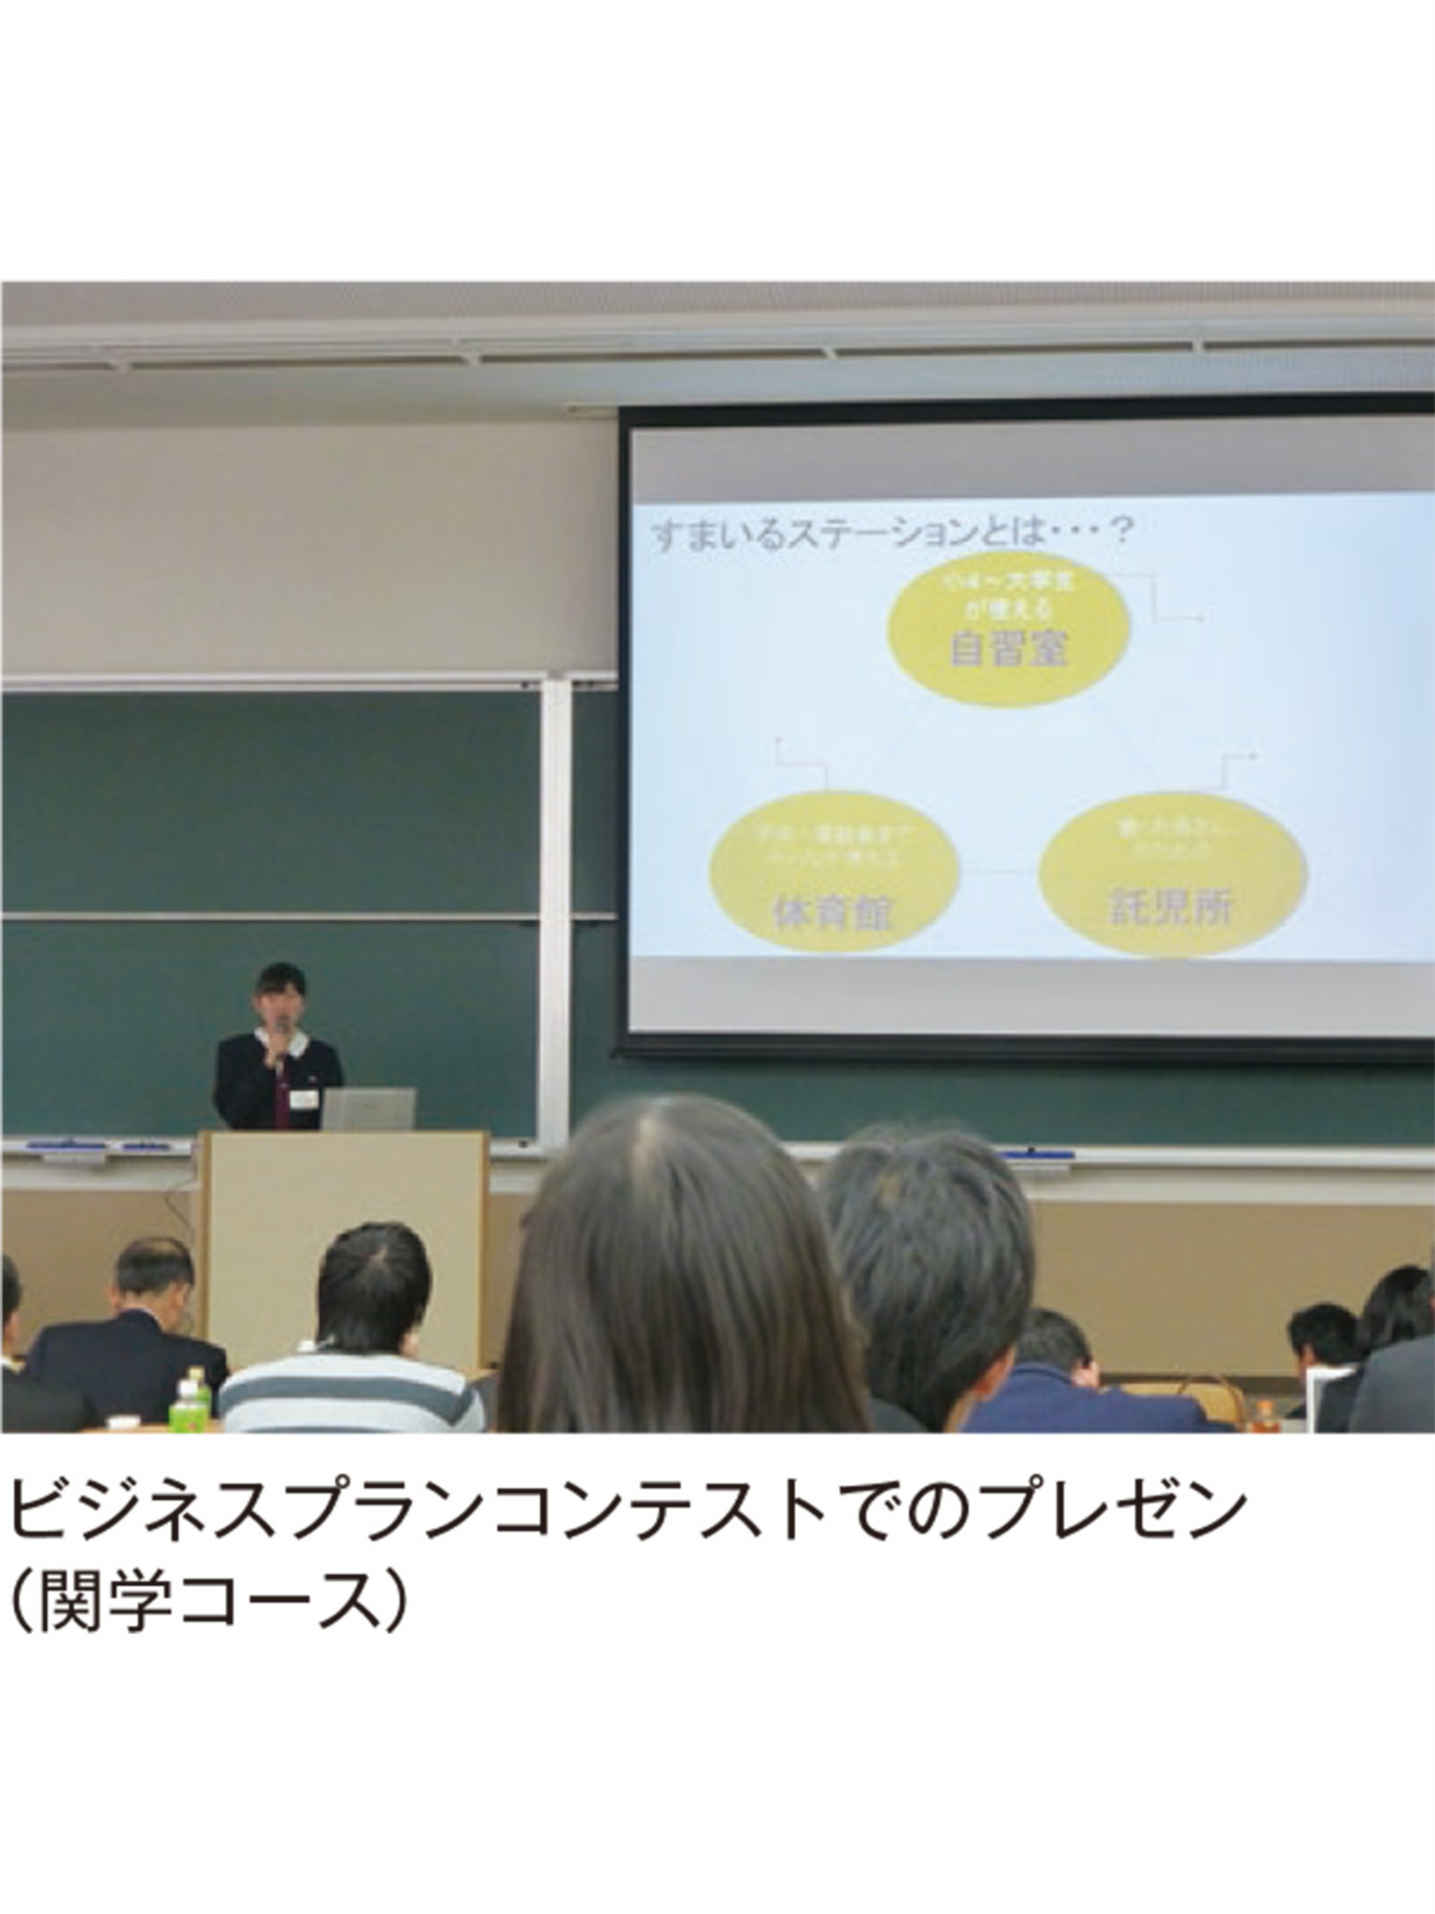 すまいるステーションとは・・・?
小4～大学生
が使える
自習室
体育館
託児所
ビジネスプランコンテストでのプレゼン
（関学コース）